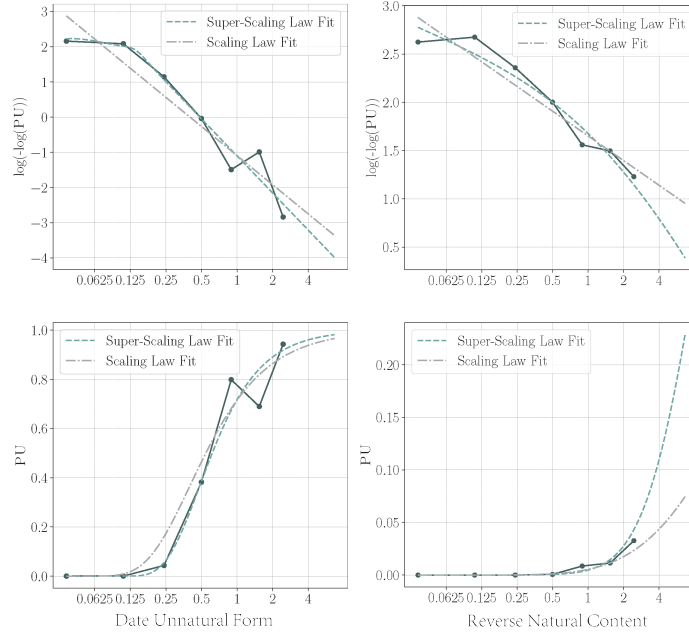 Super-Scaling Law Fit
Scaling Law Fit
log(-log(PU))
3
2
1
0
−1
−2
−3
−4
0.0625 0.125 0.25 0.5 1 2 4
Super-Scaling Law Fit
Scaling Law Fit
log(-log(PU))
3.0
2.5
2.0
1.5
1.0
0.5
0.0625 0.125 0.25 0.5 1 2 4
Super-Scaling Law Fit
Scaling Law Fit
PU
1.0
0.8
0.6
0.4
0.2
0.0
0.0625 0.125 0.25 0.5 1 2 4
Date Unnatural Form
Super-Scaling Law Fit
Scaling Law Fit
PU
0.20
0.15
0.10
0.05
0.00
0.0625 0.125 0.25 0.5 1 2 4
Reverse Natural Content